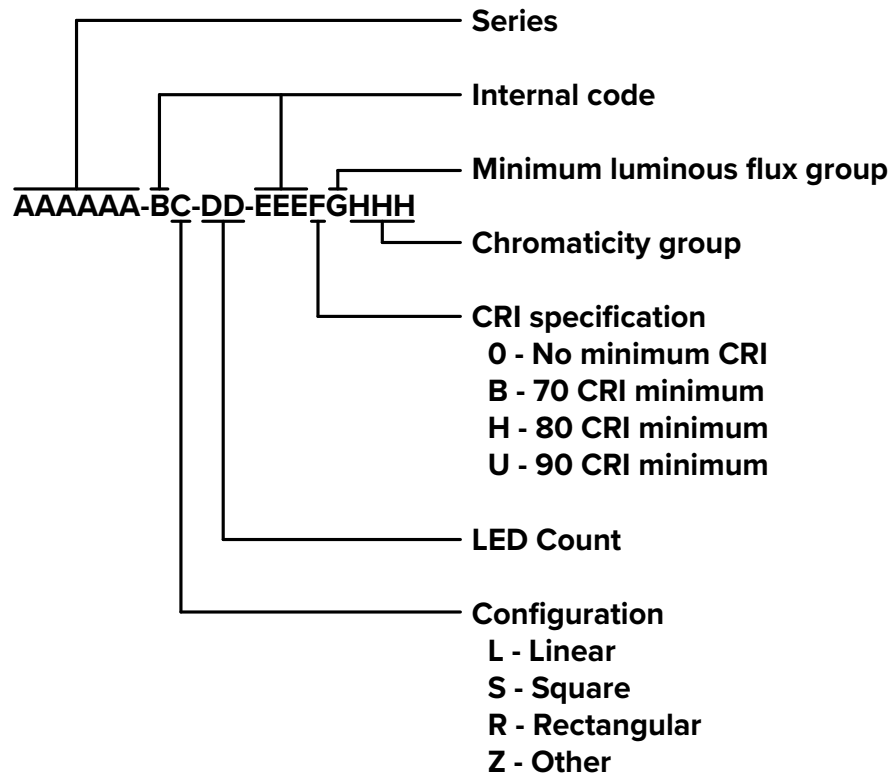 Series
Internal code
Minimum luminous flux group
AAAAAA-BC-DD-EEEFGHHH
Chromaticity group
CRI specification
0 - No minimum CRI
B - 70 CRI minimum
H - 80 CRI minimum
U - 90 CRI minimum
LED Count
Configuration
L - Linear
S - Square
R - Rectangular
Z - Other